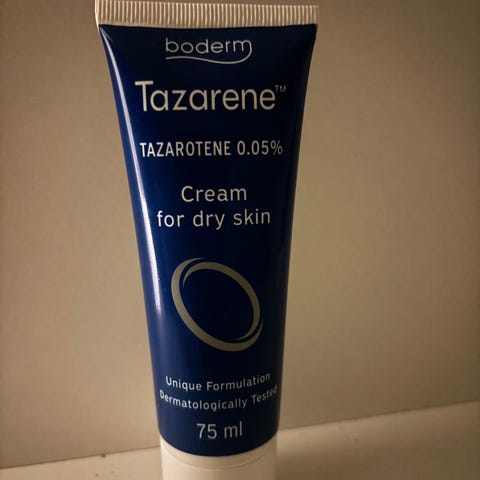 boderm
Tazarene™
TAZAROTENE 0.05%
Cream
for dry skin
Unique Formulation
Dermatologically Tested
75 ml